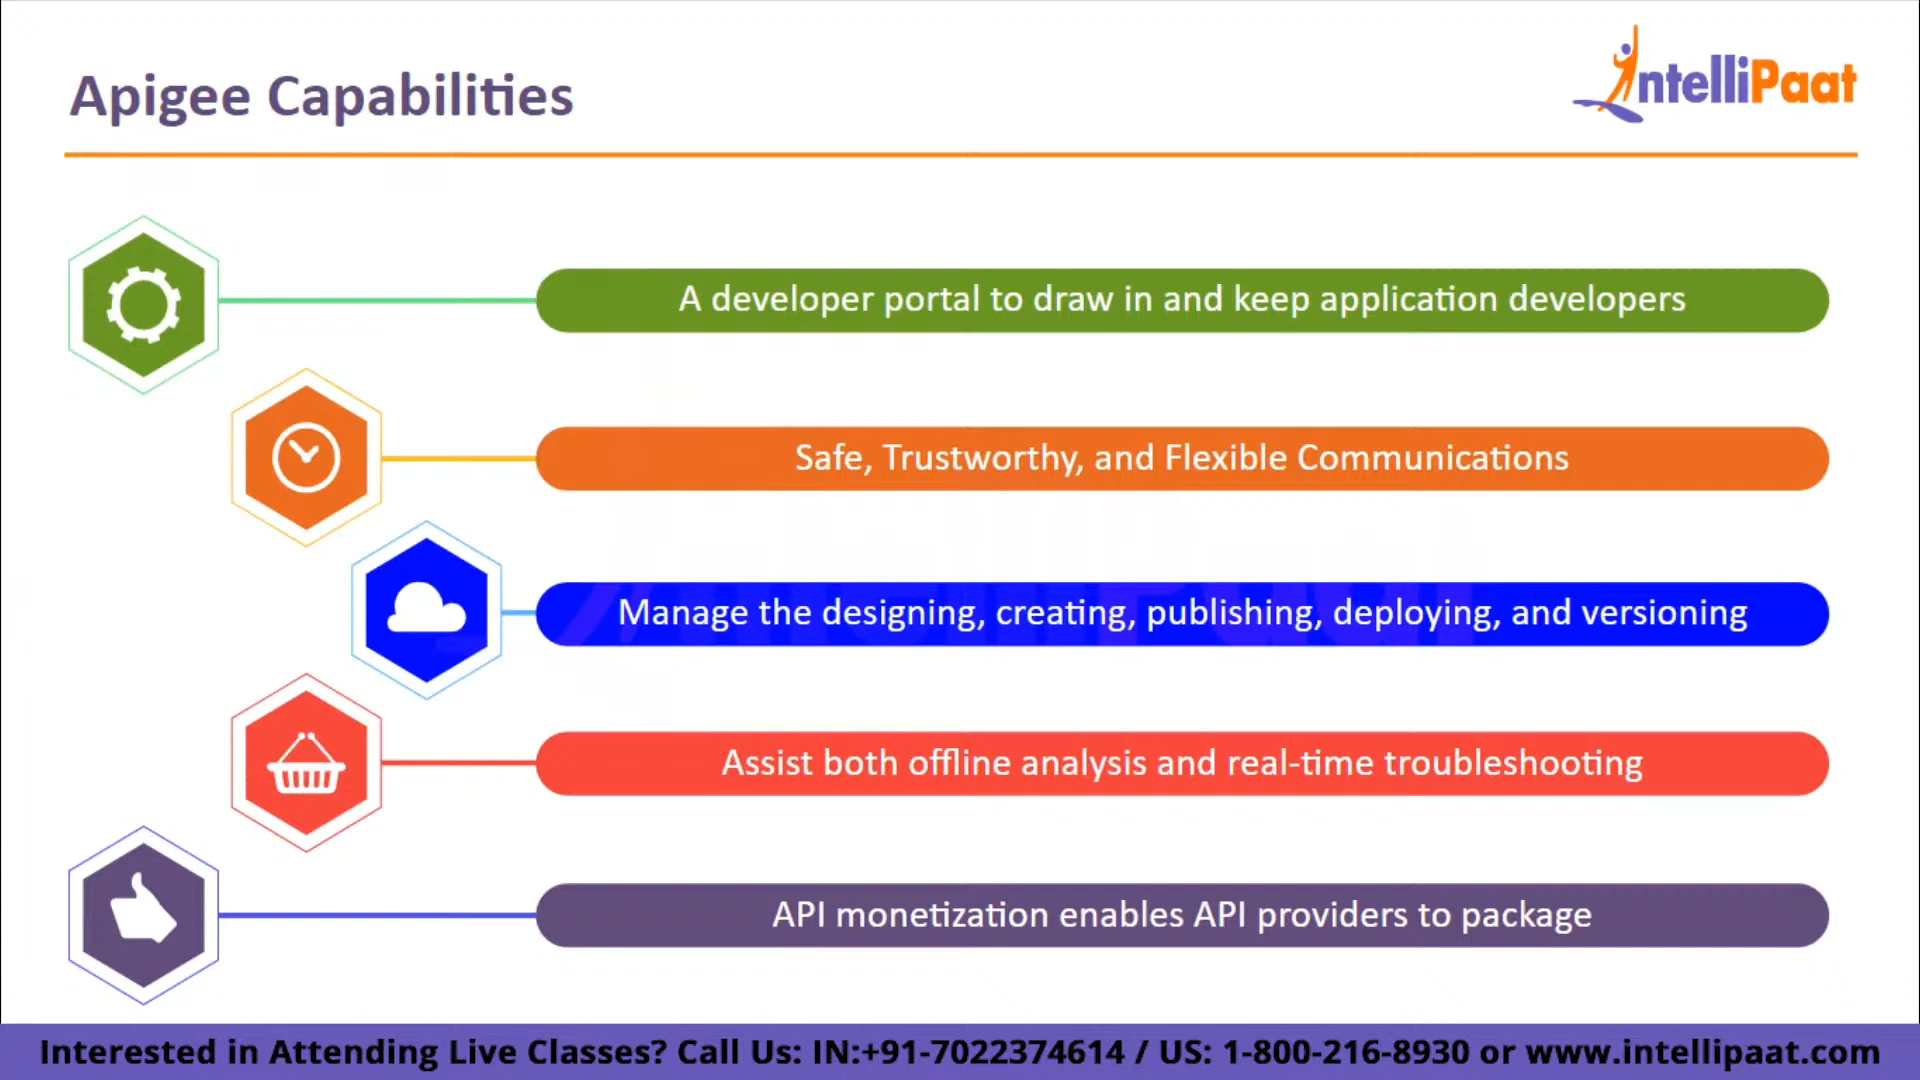 Apigee Capabilities
IntelliPaat
A developer portal to draw in and keep application developers
Safe, Trustworthy, and Flexible Communications
Manage the designing, creating, publishing, deploying, and versioning
Assist both offline analysis and real-time troubleshooting
API monetization enables API providers to package
Interested in Attending Live Classes? Call Us: IN:+91-7022374614 / US: 1-800-216-8930 or www.intellipaat.com